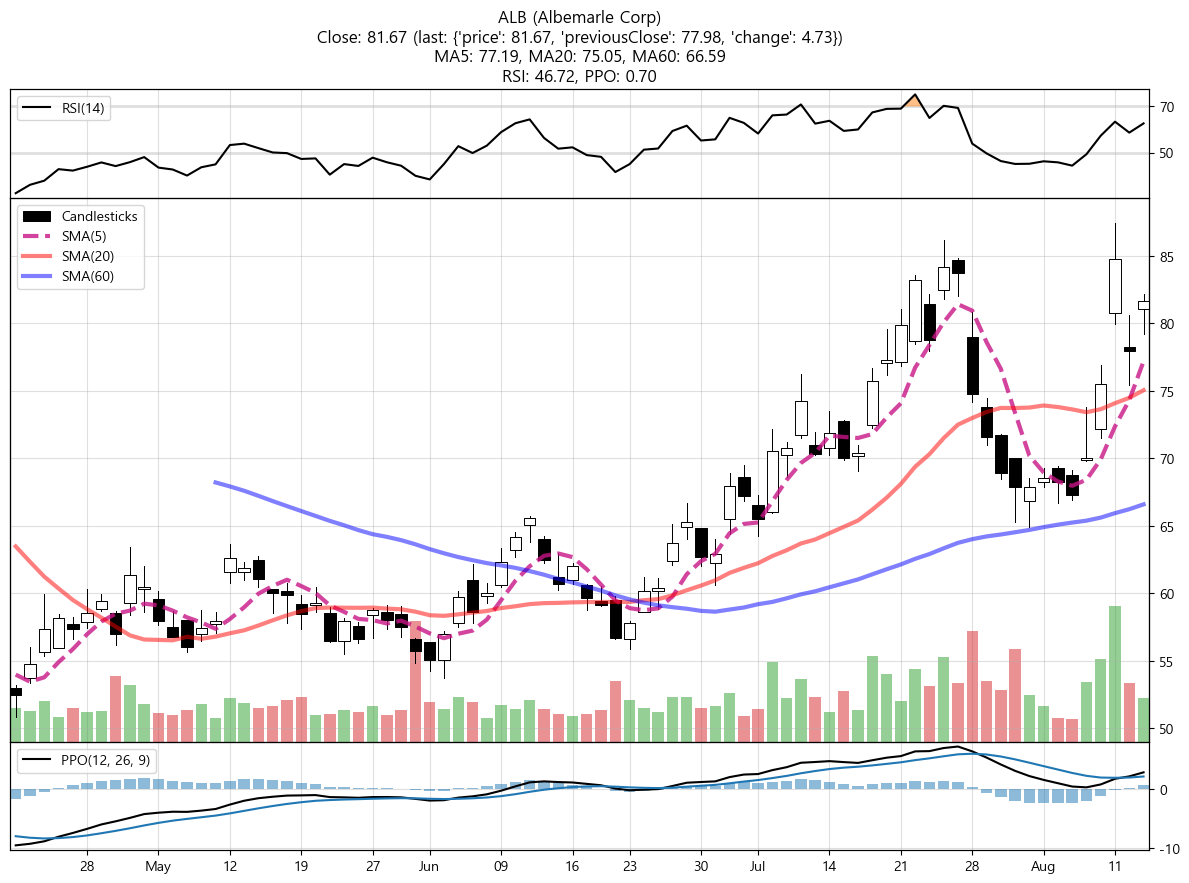 ALB (Albemarle Corp)
Close: 81.67 (last: {'price': 81.67, 'previousClose': 77.98, 'change': 4.73})
MA5: 77.19, MA20: 75.05, MA60: 66.59
RSI: 46.72, PPO: 0.70
RSI(14)
70
50
Candlesticks
SMA(5)
SMA(20)
SMA(60)
85
80
75
70
65
60
55
50
PPO(12, 26, 9)
0
-10
28 May 12 19 27 Jun 09 16 23 30 Jul 14 21 28 Aug 11